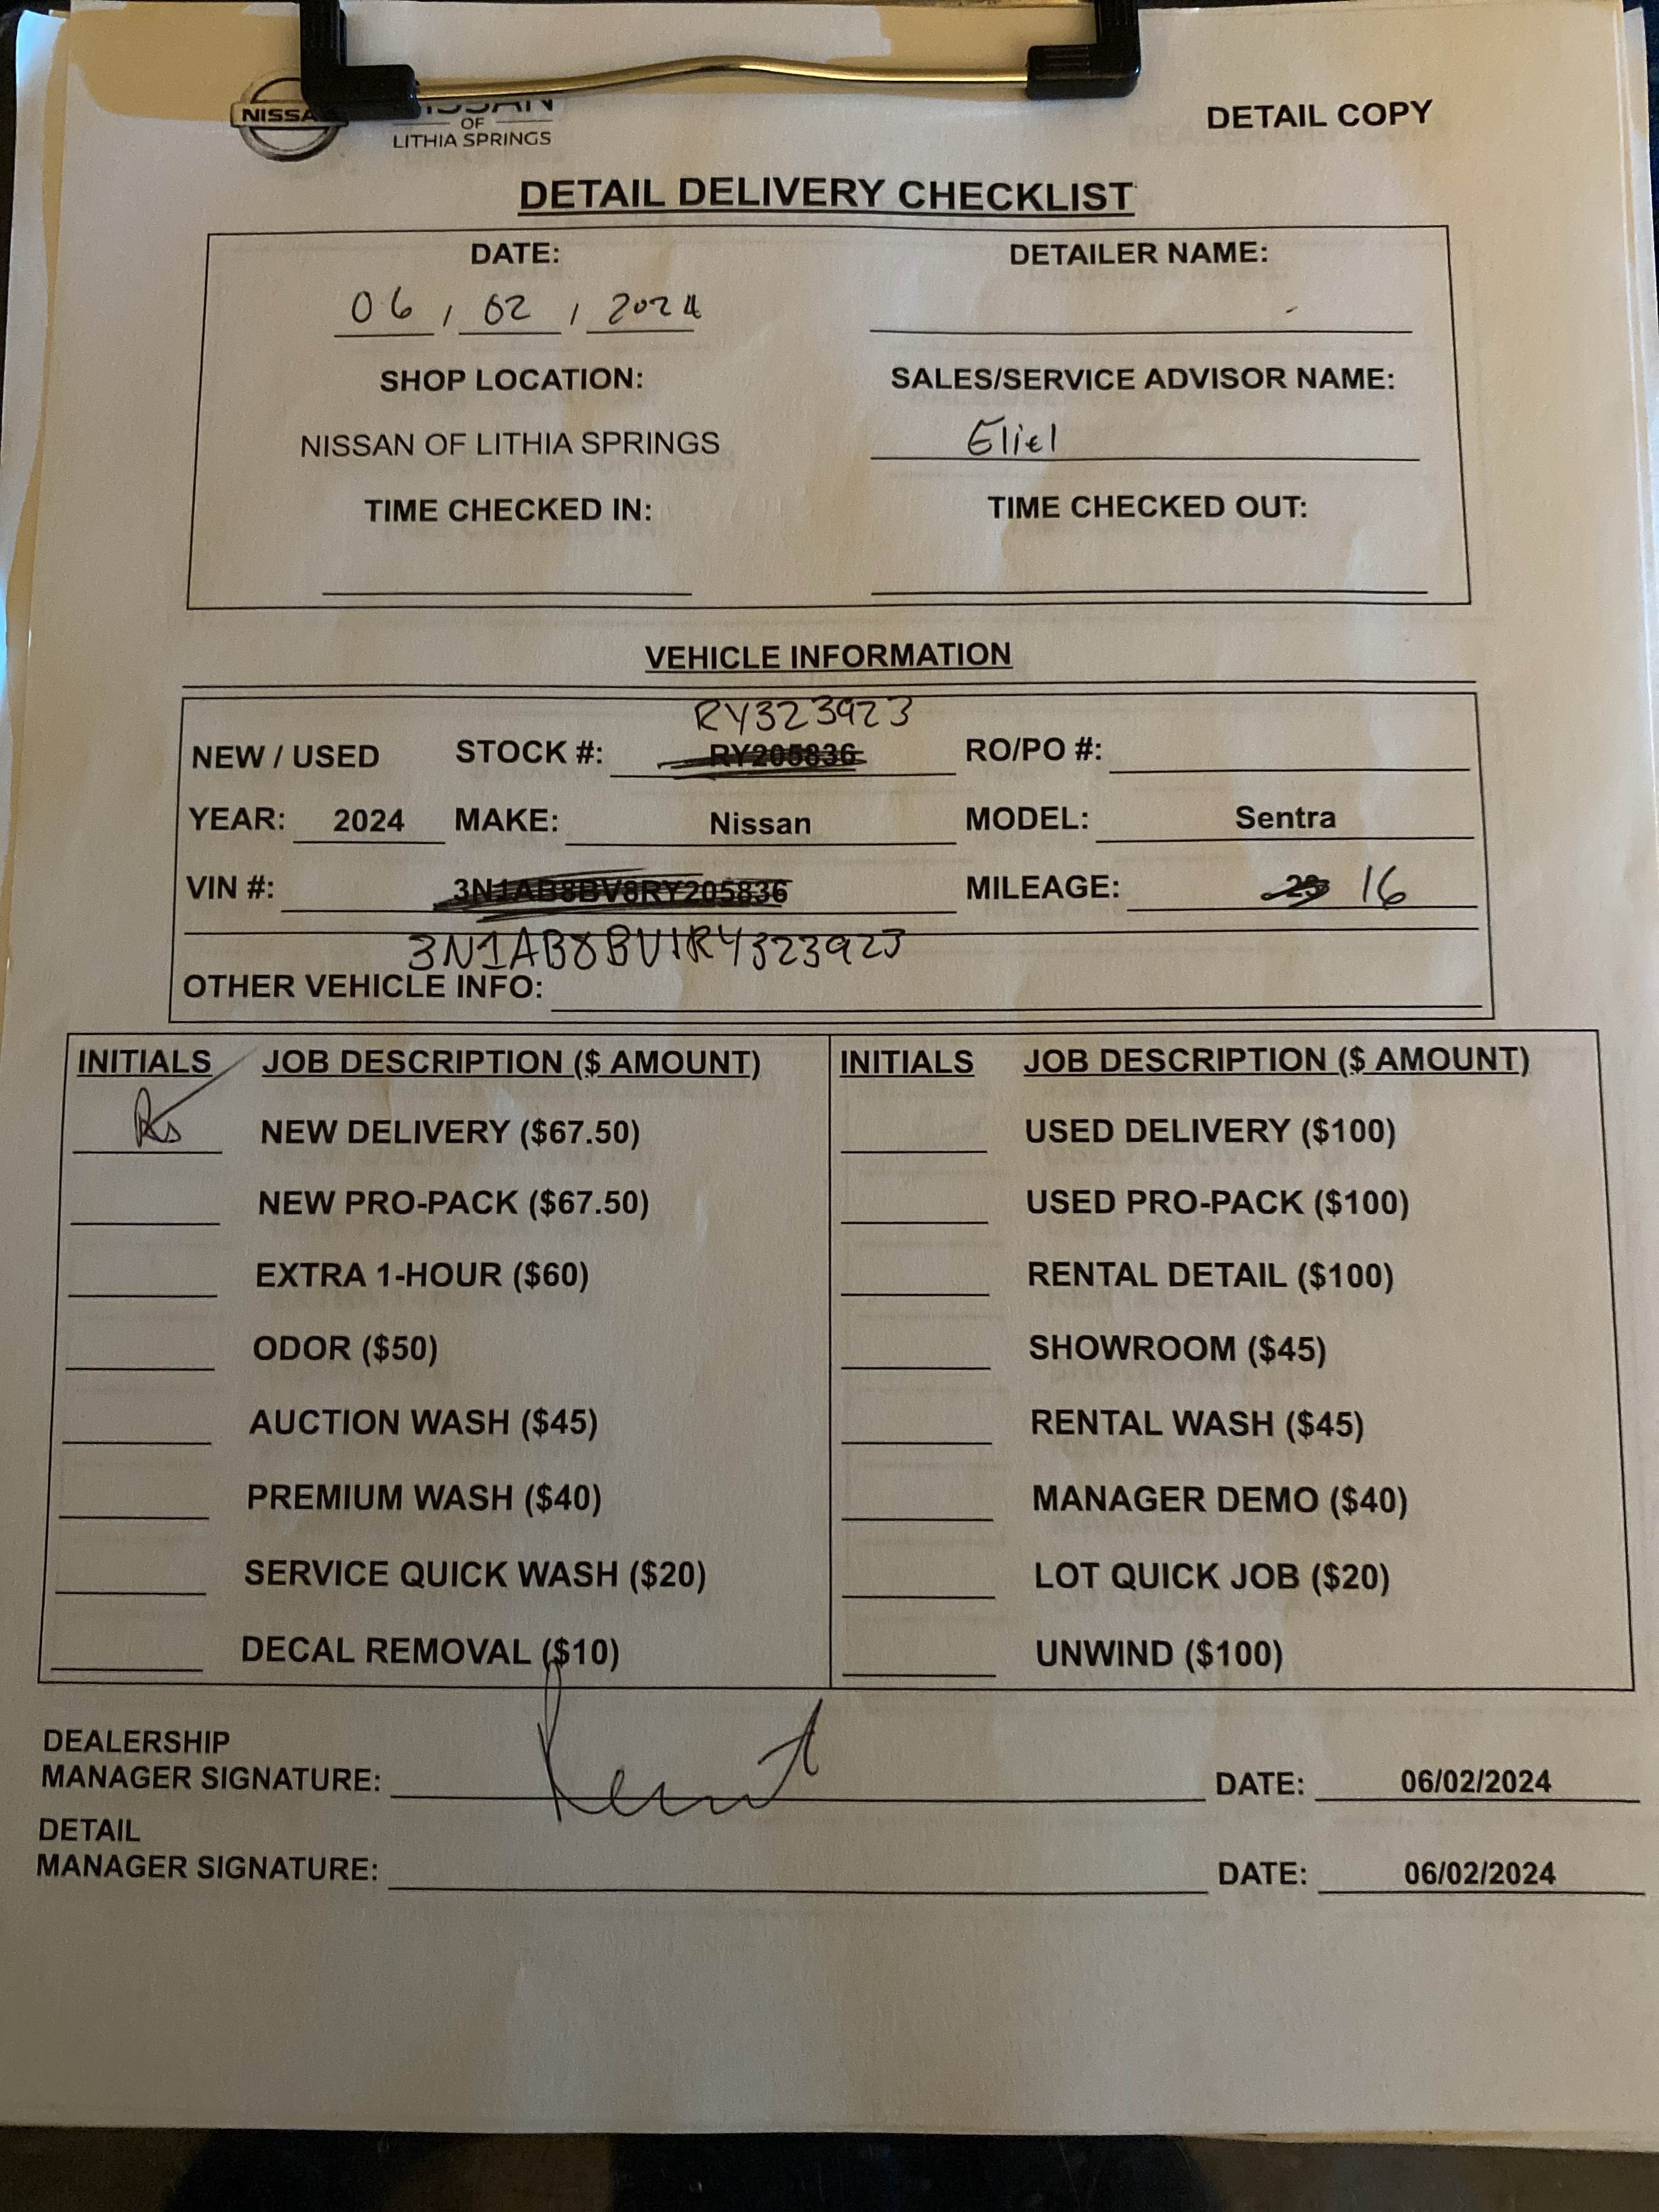 NISSA
OF
LITHIA SPRINGS
DETAIL COPY
DETAIL DELIVERY CHECKLIST
DATE: DETAILER NAME:
06 / 02 / 2024
SHOP LOCATION: SALES/SERVICE ADVISOR NAME:
NISSAN OF LITHIA SPRINGS Eliel
TIME CHECKED IN: TIME CHECKED OUT:
VEHICLE INFORMATION
RY323923
NEW / USED STOCK #: RY205836 RO/PO #:
YEAR: 2024 MAKE: Nissan MODEL: Sentra
VIN #: 3N1AB8BV8RY205836 MILEAGE: 16
3N1AB8BV1RY323923
OTHER VEHICLE INFO:
INITIALS JOB DESCRIPTION ($ AMOUNT) INITIALS JOB DESCRIPTION ($ AMOUNT)
NEW DELIVERY ($67.50) USED DELIVERY ($100)
NEW PRO-PACK ($67.50) USED PRO-PACK ($100)
EXTRA 1-HOUR ($60) RENTAL DETAIL ($100)
ODOR ($50) SHOWROOM ($45)
AUCTION WASH ($45) RENTAL WASH ($45)
PREMIUM WASH ($40) MANAGER DEMO ($40)
SERVICE QUICK WASH ($20) LOT QUICK JOB ($20)
DECAL REMOVAL ($10) UNWIND ($100)
DEALERSHIP
MANAGER SIGNATURE: DATE: 06/02/2024
DETAIL
MANAGER SIGNATURE: DATE: 06/02/2024